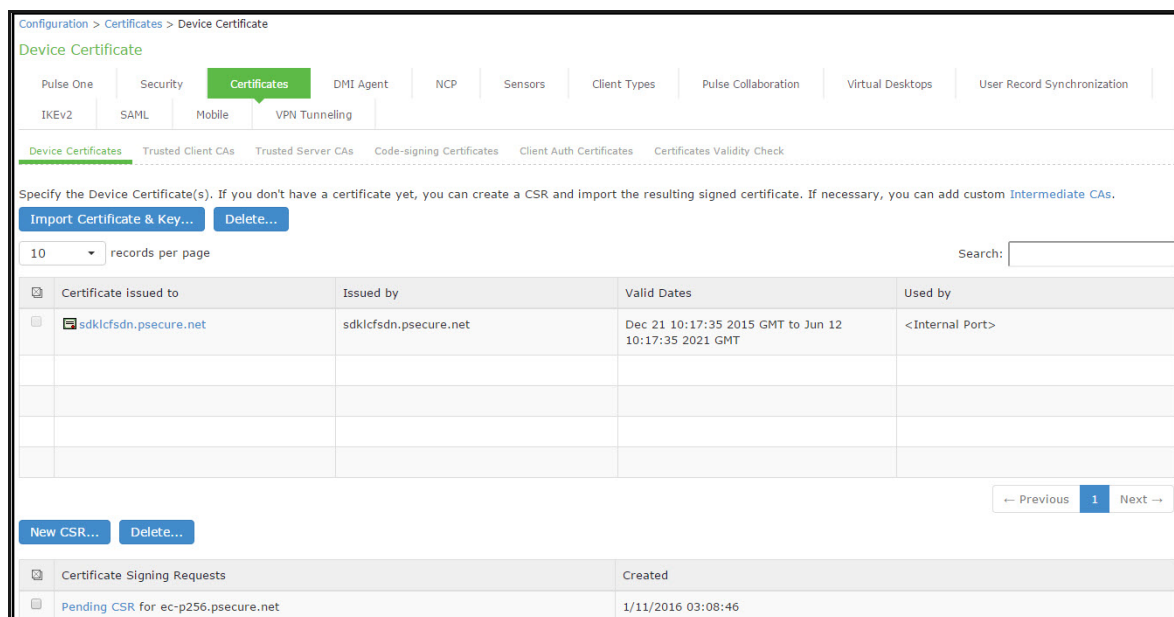 Configuration > Certificates > Device Certificate
Device Certificate
Pulse One Security Certificates DMI Agent NCP Sensors Client Types Pulse Collaboration Virtual Desktops User Record Synchronization
IKEv2 SAML Mobile VPN Tunneling
Device Certificates Trusted Client CAs Trusted Server CAs Code-signing Certificates Client Auth Certificates Certificates Validity Check
Specify the Device Certificate(s). If you don't have a certificate yet, you can create a CSR and import the resulting signed certificate. If necessary, you can add custom Intermediate CAs.
Import Certificate & Key... Delete...
10 records per page Search:
Certificate issued to Issued by Valid Dates Used by
sdklcfsdn.psecure.net sdklcfsdn.psecure.net Dec 21 10:17:35 2015 GMT to Jun 12 <Internal Port>
10:17:35 2021 GMT
← Previous 1 Next →
New CSR... Delete...
Certificate Signing Requests Created
Pending CSR for ec-p256.psecure.net 1/11/2016 03:08:46